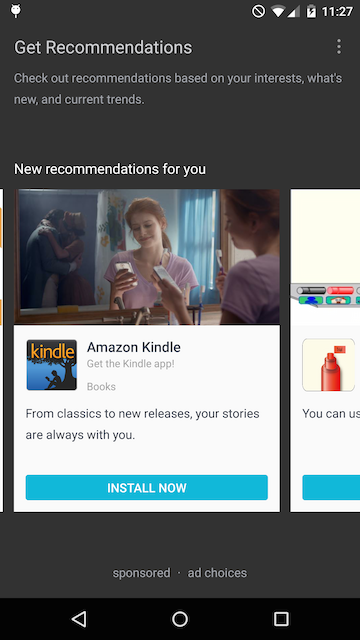 11:27
Get Recommendations
Check out recommendations based on your interests, what's
new, and current trends.
New recommendations for you
kindle
Amazon Kindle
Get the Kindle app!
Books
From classics to new releases, your stories
are always with you.
INSTALL NOW
You can us
sponsored · ad choices